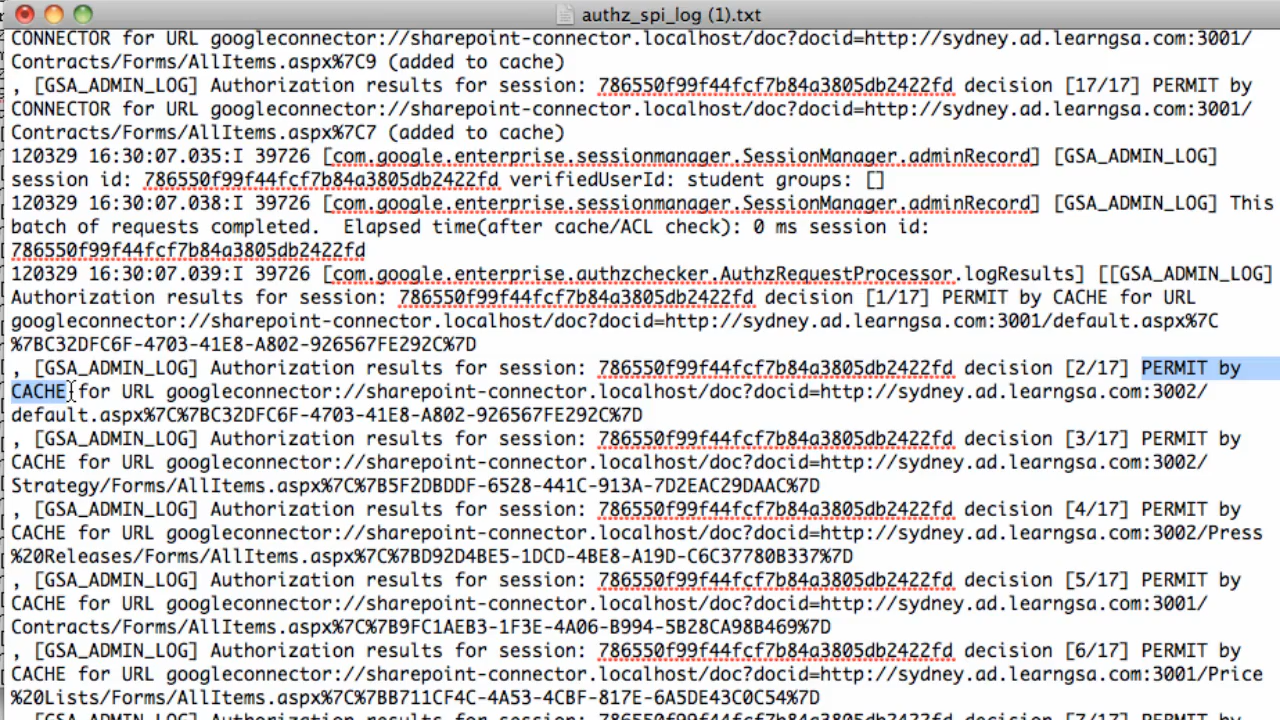 authz_spi_log (1).txt
CONNECTOR for URL googleconnector://sharepoint-connector.localhost/doc?docid=http://sydney.ad.learngsa.com:3001/
Contracts/Forms/AllItems.aspx%7C9 (added to cache)
, [GSA_ADMIN_LOG] Authorization results for session: 786550f99f44fcf7b84a3805db2422fd decision [17/17] PERMIT by
CONNECTOR for URL googleconnector://sharepoint-connector.localhost/doc?docid=http://sydney.ad.learngsa.com:3001/
Contracts/Forms/AllItems.aspx%7C7 (added to cache)
120329 16:30:07.035:I 39726 [com.google.enterprise.sessionmanager.SessionManager.adminRecord] [GSA_ADMIN_LOG]
session id: 786550f99f44fcf7b84a3805db2422fd verifiedUserId: student groups: []
120329 16:30:07.038:I 39726 [com.google.enterprise.sessionmanager.SessionManager.adminRecord] [GSA_ADMIN_LOG] This
batch of requests completed.  Elapsed time(after cache/ACL check): 0 ms session id:
786550f99f44fcf7b84a3805db2422fd
120329 16:30:07.039:I 39726 [com.google.enterprise.authzchecker.AuthzRequestProcessor.logResults] [[GSA_ADMIN_LOG]
Authorization results for session: 786550f99f44fcf7b84a3805db2422fd decision [1/17] PERMIT by CACHE for URL
googleconnector://sharepoint-connector.localhost/doc?docid=http://sydney.ad.learngsa.com:3001/default.aspx%7C
%7BC32DFC6F-4703-41E8-A802-926567FE292C%7D
, [GSA_ADMIN_LOG] Authorization results for session: 786550f99f44fcf7b84a3805db2422fd decision [2/17] PERMIT by
CACHE for URL googleconnector://sharepoint-connector.localhost/doc?docid=http://sydney.ad.learngsa.com:3002/
default.aspx%7C%7BC32DFC6F-4703-41E8-A802-926567FE292C%7D
, [GSA_ADMIN_LOG] Authorization results for session: 786550f99f44fcf7b84a3805db2422fd decision [3/17] PERMIT by
CACHE for URL googleconnector://sharepoint-connector.localhost/doc?docid=http://sydney.ad.learngsa.com:3002/
Strategy/Forms/AllItems.aspx%7C%7B5F2DBDDF-6528-441C-913A-7D2EAC29DAAC%7D
, [GSA_ADMIN_LOG] Authorization results for session: 786550f99f44fcf7b84a3805db2422fd decision [4/17] PERMIT by
CACHE for URL googleconnector://sharepoint-connector.localhost/doc?docid=http://sydney.ad.learngsa.com:3002/Press
%20Releases/Forms/AllItems.aspx%7C%7BD92D4BE5-1DCD-4BE8-A19D-C6C37780B337%7D
, [GSA_ADMIN_LOG] Authorization results for session: 786550f99f44fcf7b84a3805db2422fd decision [5/17] PERMIT by
CACHE for URL googleconnector://sharepoint-connector.localhost/doc?docid=http://sydney.ad.learngsa.com:3001/
Contracts/Forms/AllItems.aspx%7C%7B9FC1AEB3-1F3E-4A06-B994-5B28CA98B469%7D
, [GSA_ADMIN_LOG] Authorization results for session: 786550f99f44fcf7b84a3805db2422fd decision [6/17] PERMIT by
CACHE for URL googleconnector://sharepoint-connector.localhost/doc?docid=http://sydney.ad.learngsa.com:3001/Price
%20Lists/Forms/AllItems.aspx%7C%7BB711CF4C-4A53-4CBF-817E-6A5DE43C0C54%7D